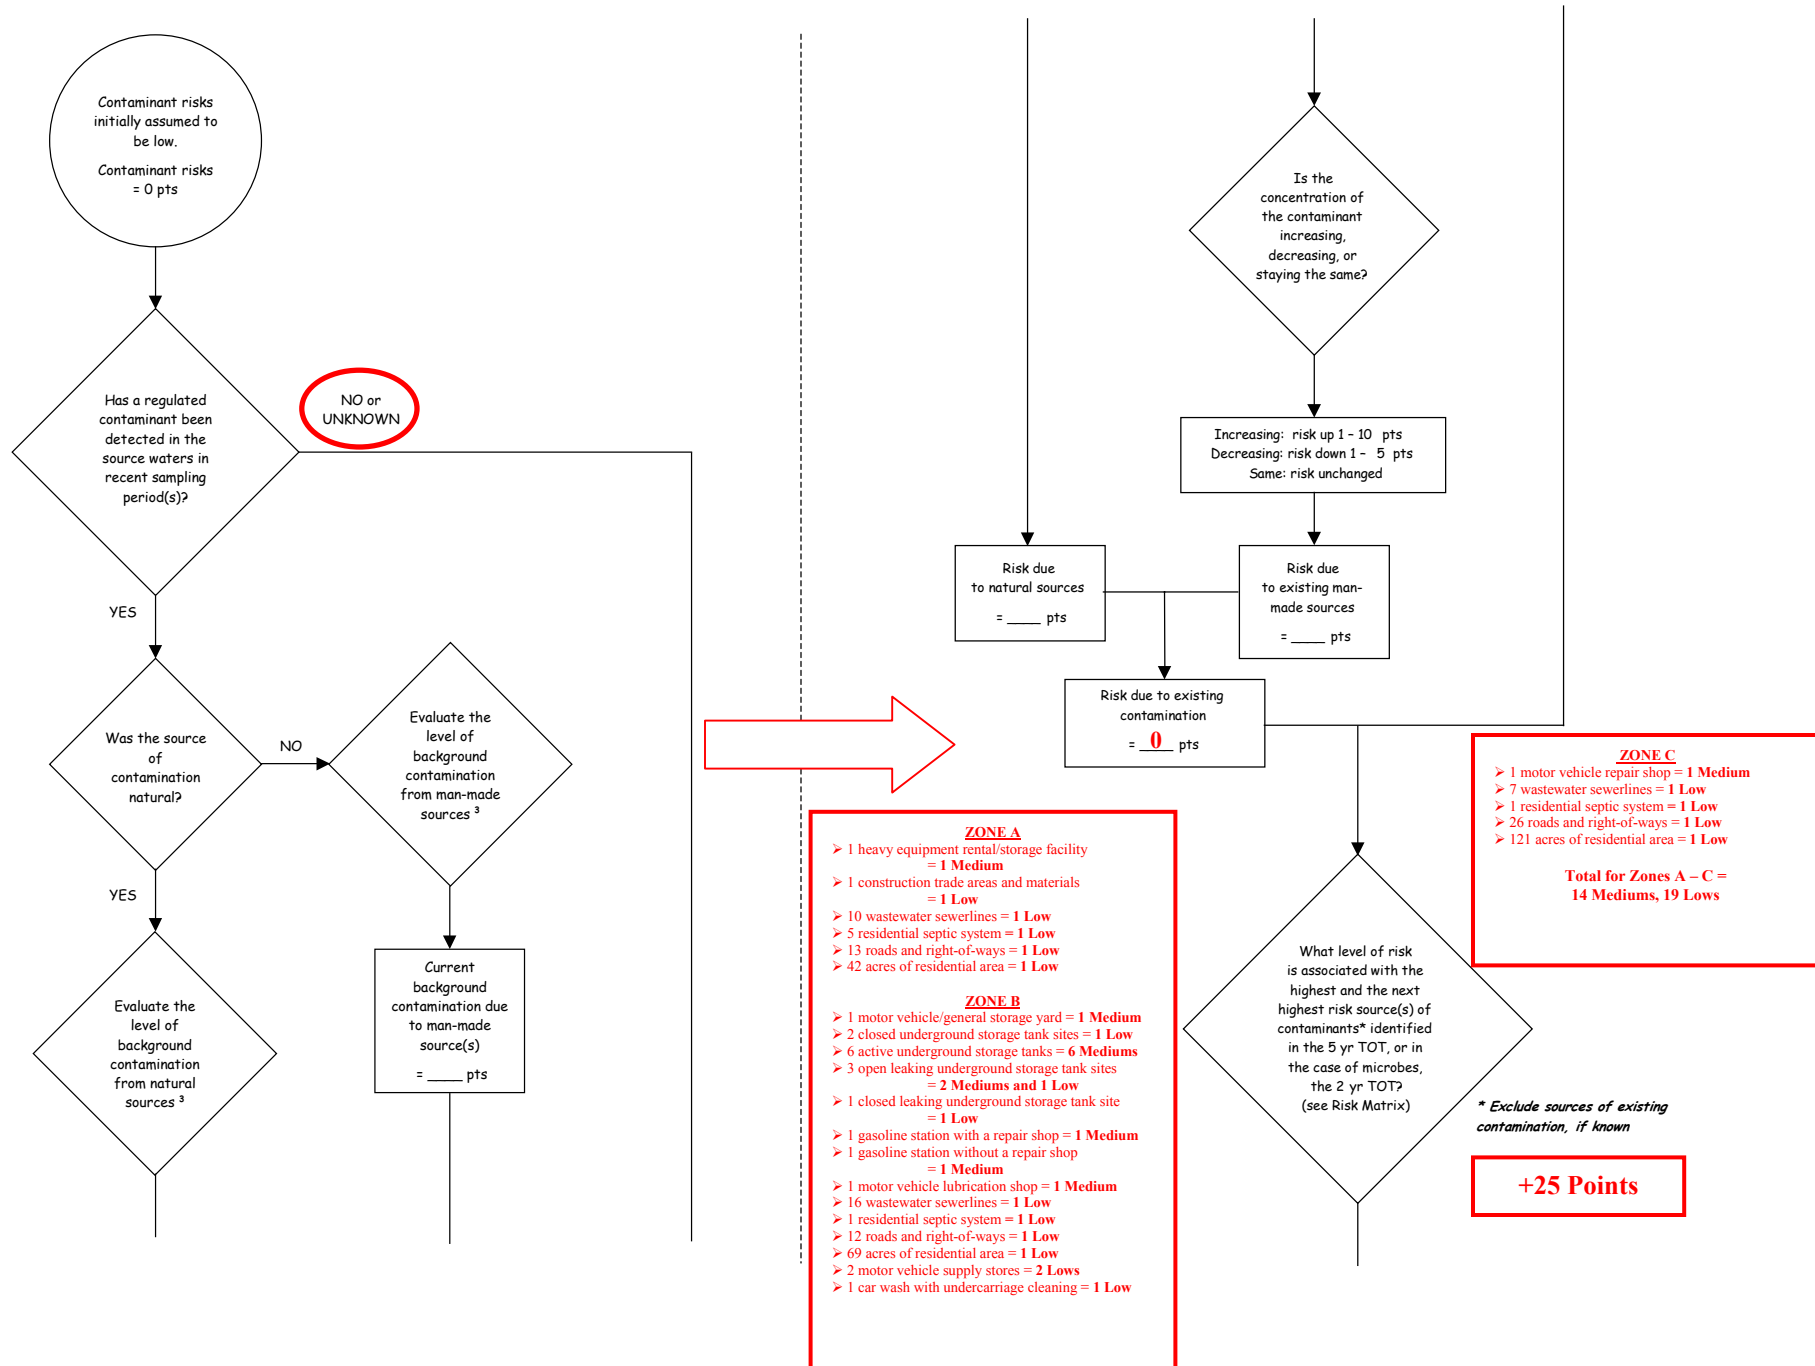 Contaminant risks
initially assumed to
be low.
Contaminant risks
= 0 pts
Has a regulated
contaminant been
detected in the
source waters in
recent sampling
period(s)?
NO or
UNKNOWN
YES
Was the source
of
contamination
natural?
NO
Evaluate the
level of
background
contamination
from man-made
sources ³
YES
Evaluate the
level of
background
contamination
from natural
sources ³
Current
background
contamination due
to man-made
source(s)
= ____ pts
Is the
concentration of
the contaminant
increasing,
decreasing, or
staying the same?
Increasing: risk up 1 – 10 pts
Decreasing: risk down 1 – 5 pts
Same: risk unchanged
Risk due
to natural sources
= ____ pts
Risk due
to existing man-
made sources
= ____ pts
Risk due to existing
contamination
= __0__ pts
ZONE A
➢ 1 heavy equipment rental/storage facility
= 1 Medium
➢ 1 construction trade areas and materials
= 1 Low
➢ 10 wastewater sewerlines = 1 Low
➢ 5 residential septic system = 1 Low
➢ 13 roads and right-of-ways = 1 Low
➢ 42 acres of residential area = 1 Low
ZONE B
➢ 1 motor vehicle/general storage yard = 1 Medium
➢ 2 closed underground storage tank sites = 1 Low
➢ 6 active underground storage tanks = 6 Mediums
➢ 3 open leaking underground storage tank sites
= 2 Mediums and 1 Low
➢ 1 closed leaking underground storage tank site
= 1 Low
➢ 1 gasoline station with a repair shop = 1 Medium
➢ 1 gasoline station without a repair shop
= 1 Medium
➢ 1 motor vehicle lubrication shop = 1 Medium
➢ 16 wastewater sewerlines = 1 Low
➢ 1 residential septic system = 1 Low
➢ 12 roads and right-of-ways = 1 Low
➢ 69 acres of residential area = 1 Low
➢ 2 motor vehicle supply stores = 2 Lows
➢ 1 car wash with undercarriage cleaning = 1 Low
ZONE C
➢ 1 motor vehicle repair shop = 1 Medium
➢ 7 wastewater sewerlines = 1 Low
➢ 1 residential septic system = 1 Low
➢ 26 roads and right-of-ways = 1 Low
➢ 121 acres of residential area = 1 Low
Total for Zones A – C =
14 Mediums, 19 Lows
What level of risk
is associated with the
highest and the next
highest risk source(s) of
contaminants* identified
in the 5 yr TOT, or in
the case of microbes,
the 2 yr TOT?
(see Risk Matrix)
* Exclude sources of existing
contamination, if known
+25 Points